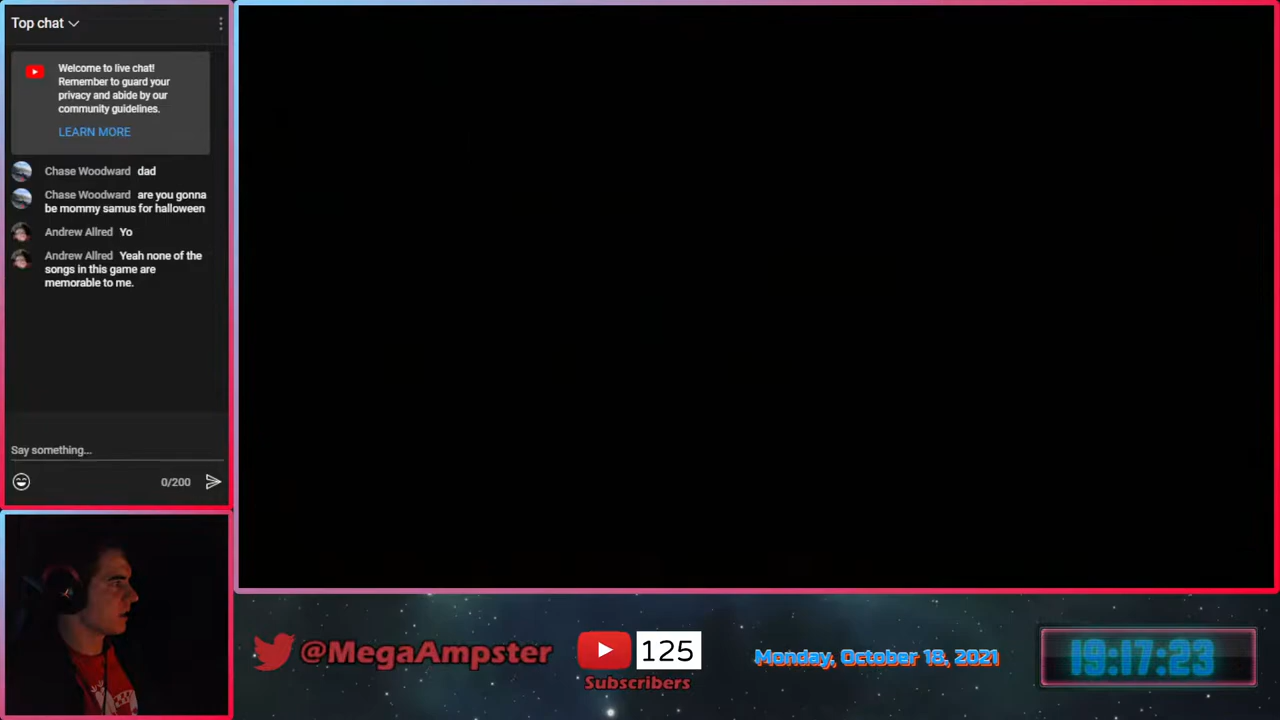 Top chat
Welcome to live chat!
Remember to guard your
privacy and abide by our
community guidelines.
LEARN MORE
Chase Woodward dad
Chase Woodward are you gonna
be mommy samus for halloween
Andrew Allred Yo
Andrew Allred Yeah none of the
songs in this game are
memorable to me.
Say something...
0/200
@MegaAmpster
125
Subscribers
Monday, October 18, 2021
19:17:23